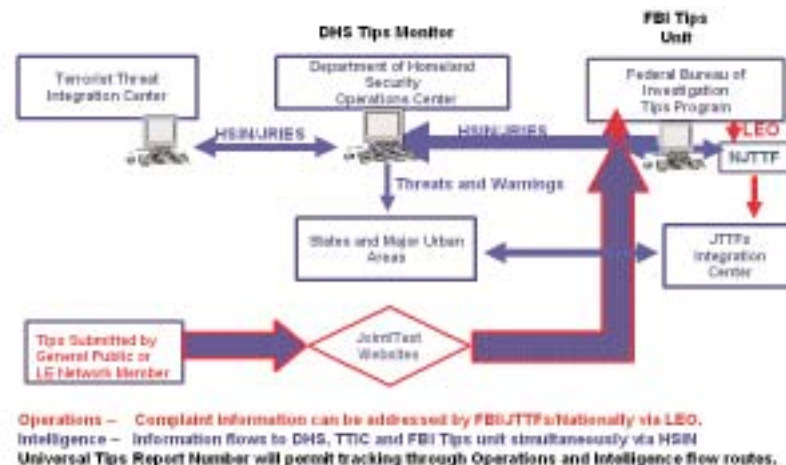 DHS Tips Monitor
FBI Tips
Unit
Terrorist Threat
Integration Center
Department of Homeland
Security
Operations Center
Federal Bureau of
Investigation
Tips Program
HSIN/JRIES
HSIN/JRIES
LEO
NJTTF
Threats and Warnings
States and Major Urban
Areas
JTTFs
Integration
Center
Tips Submitted by
General Public or
LE Network Member
Joint/Test
Websites
Operations – Complaint Information can be addressed by FBI/JTTFs/Nationally via LEO.
Intelligence – Information flows to DHS, TTIC and FBI Tips unit simultaneously via HSIN
Universal Tips Report Number will permit tracking through Operations and Intelligence flow routes.